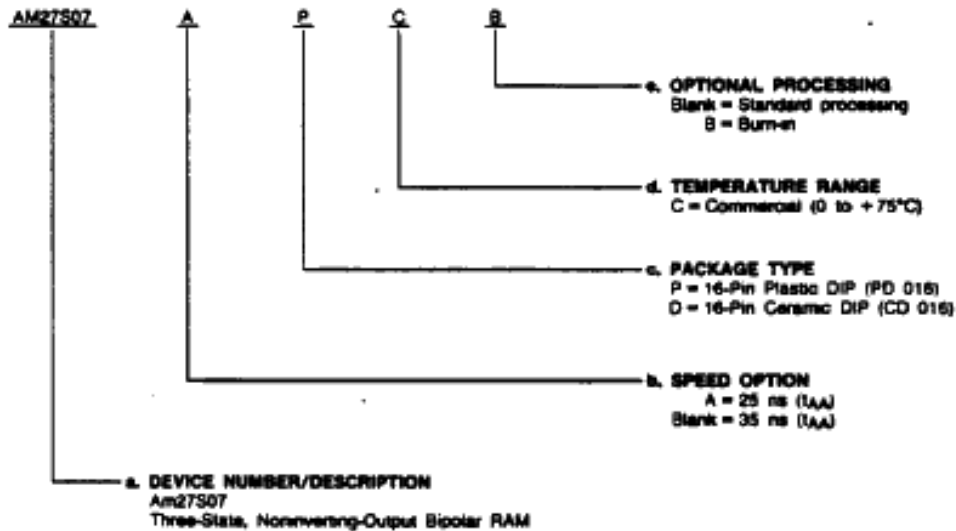 AM27S07 A P C B
e. OPTIONAL PROCESSING
Blank = Standard processing
B = Burn-in
d. TEMPERATURE RANGE
C = Commercial (0 to +75°C)
c. PACKAGE TYPE
P = 16-Pin Plastic DIP (PD 016)
D = 16-Pin Ceramic DIP (CD 016)
b. SPEED OPTION
A = 25 ns (tAA)
Blank = 35 ns (tAA)
a. DEVICE NUMBER/DESCRIPTION
Am27S07
Three-State, Noninverting-Output Bipolar RAM